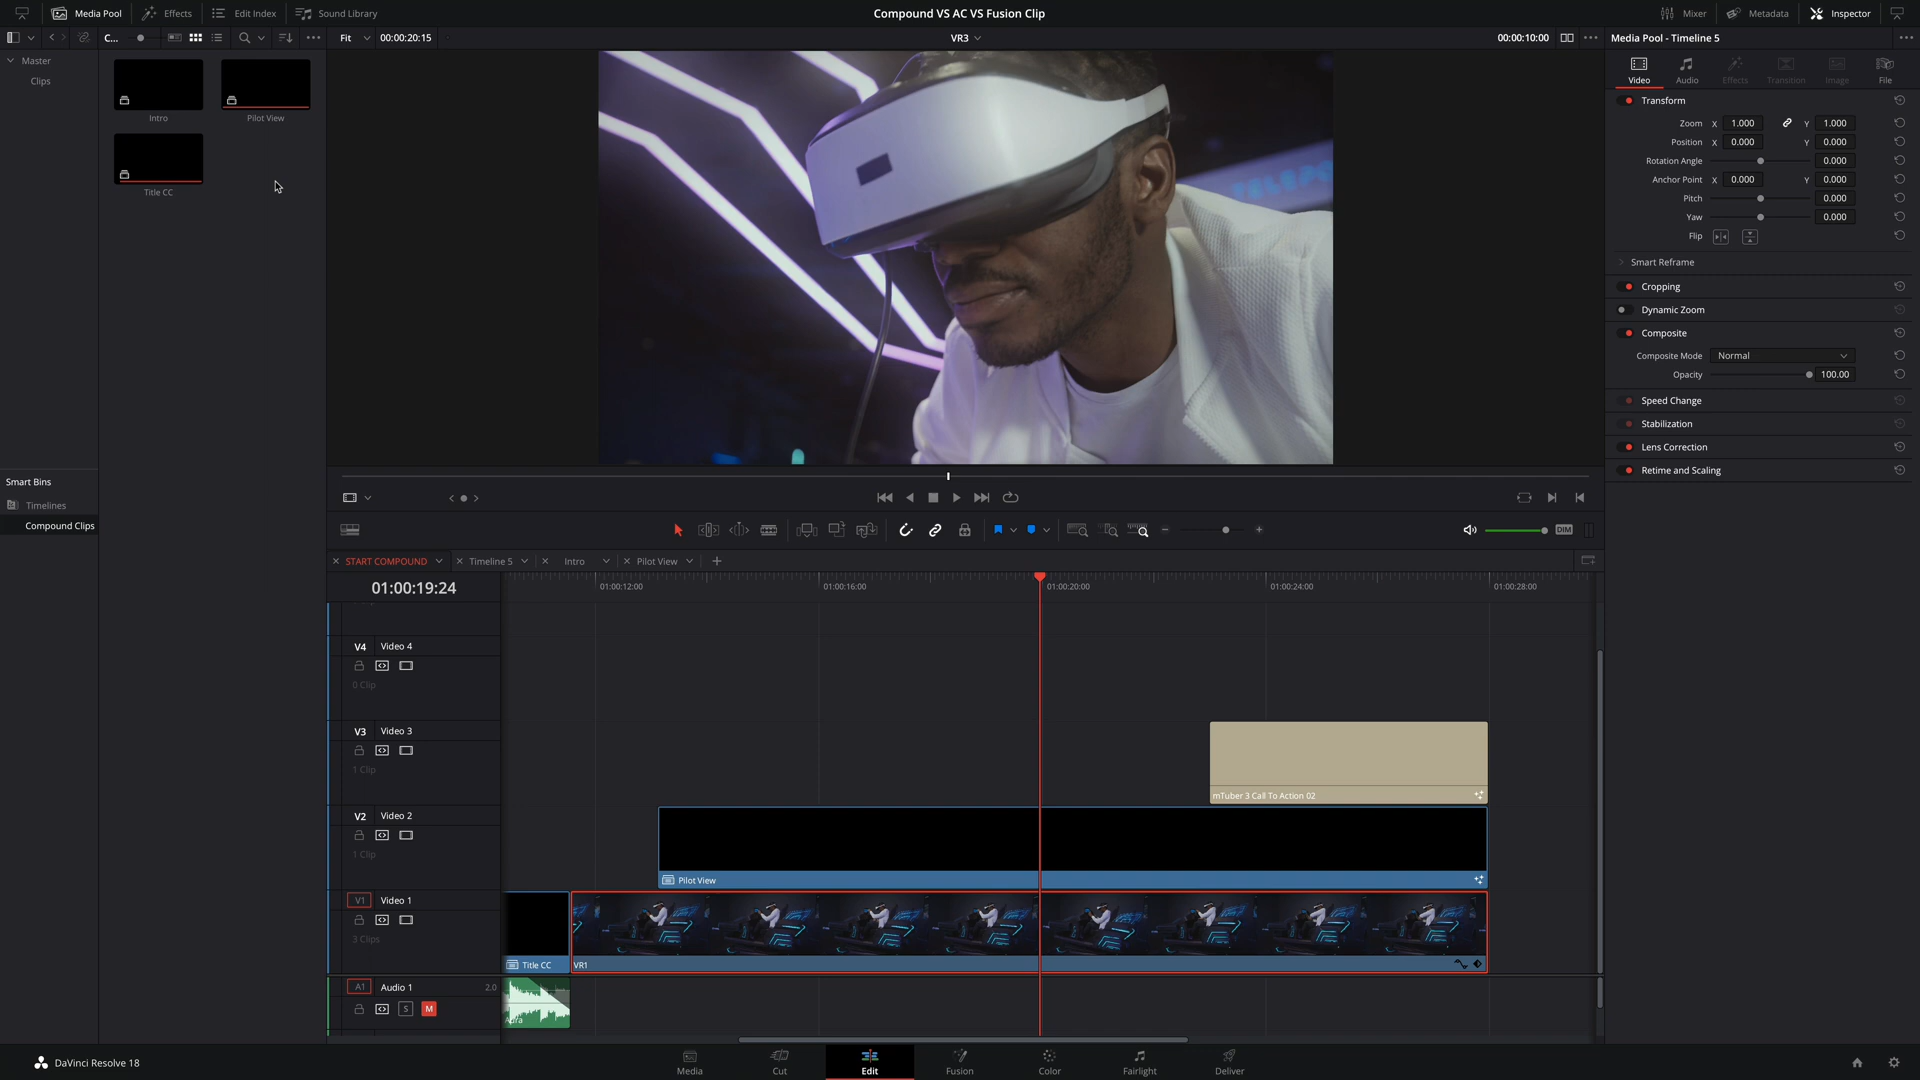 Media Pool
Effects
Edit Index
Sound Library
Compound VS AC VS Fusion Clip
Mixer
Metadata
Inspector
C...
Fit
00:00:20:15
VR3
00:00:10:00
Media Pool - Timeline 5
Master
Clips
Intro
Pilot View
Title CC
Video
Audio
Effects
Transition
Image
File
Transform
Zoom X 1.000 Y 1.000
Position X 0.000 Y 0.000
Rotation Angle 0.000
Anchor Point X 0.000 Y 0.000
Pitch 0.000
Yaw 0.000
Flip
Smart Reframe
Cropping
Dynamic Zoom
Composite
Composite Mode Normal
Opacity 100.00
Speed Change
Stabilization
Lens Correction
Retime and Scaling
Smart Bins
Timelines
Compound Clips
DIM
START COMPOUND
Timeline 5
Intro
Pilot View
01:00:19:24
01:00:12:00
01:00:16:00
01:00:20:00
01:00:24:00
01:00:28:00
V4 Video 4
0 Clip
V3 Video 3
1 Clip
mTuber 3 Call To Action 02
V2 Video 2
1 Clip
Pilot View
V1 Video 1
3 Clips
Title CC
VR1
A1 Audio 1 2.0
S M
DaVinci Resolve 18
Media
Cut
Edit
Fusion
Color
Fairlight
Deliver